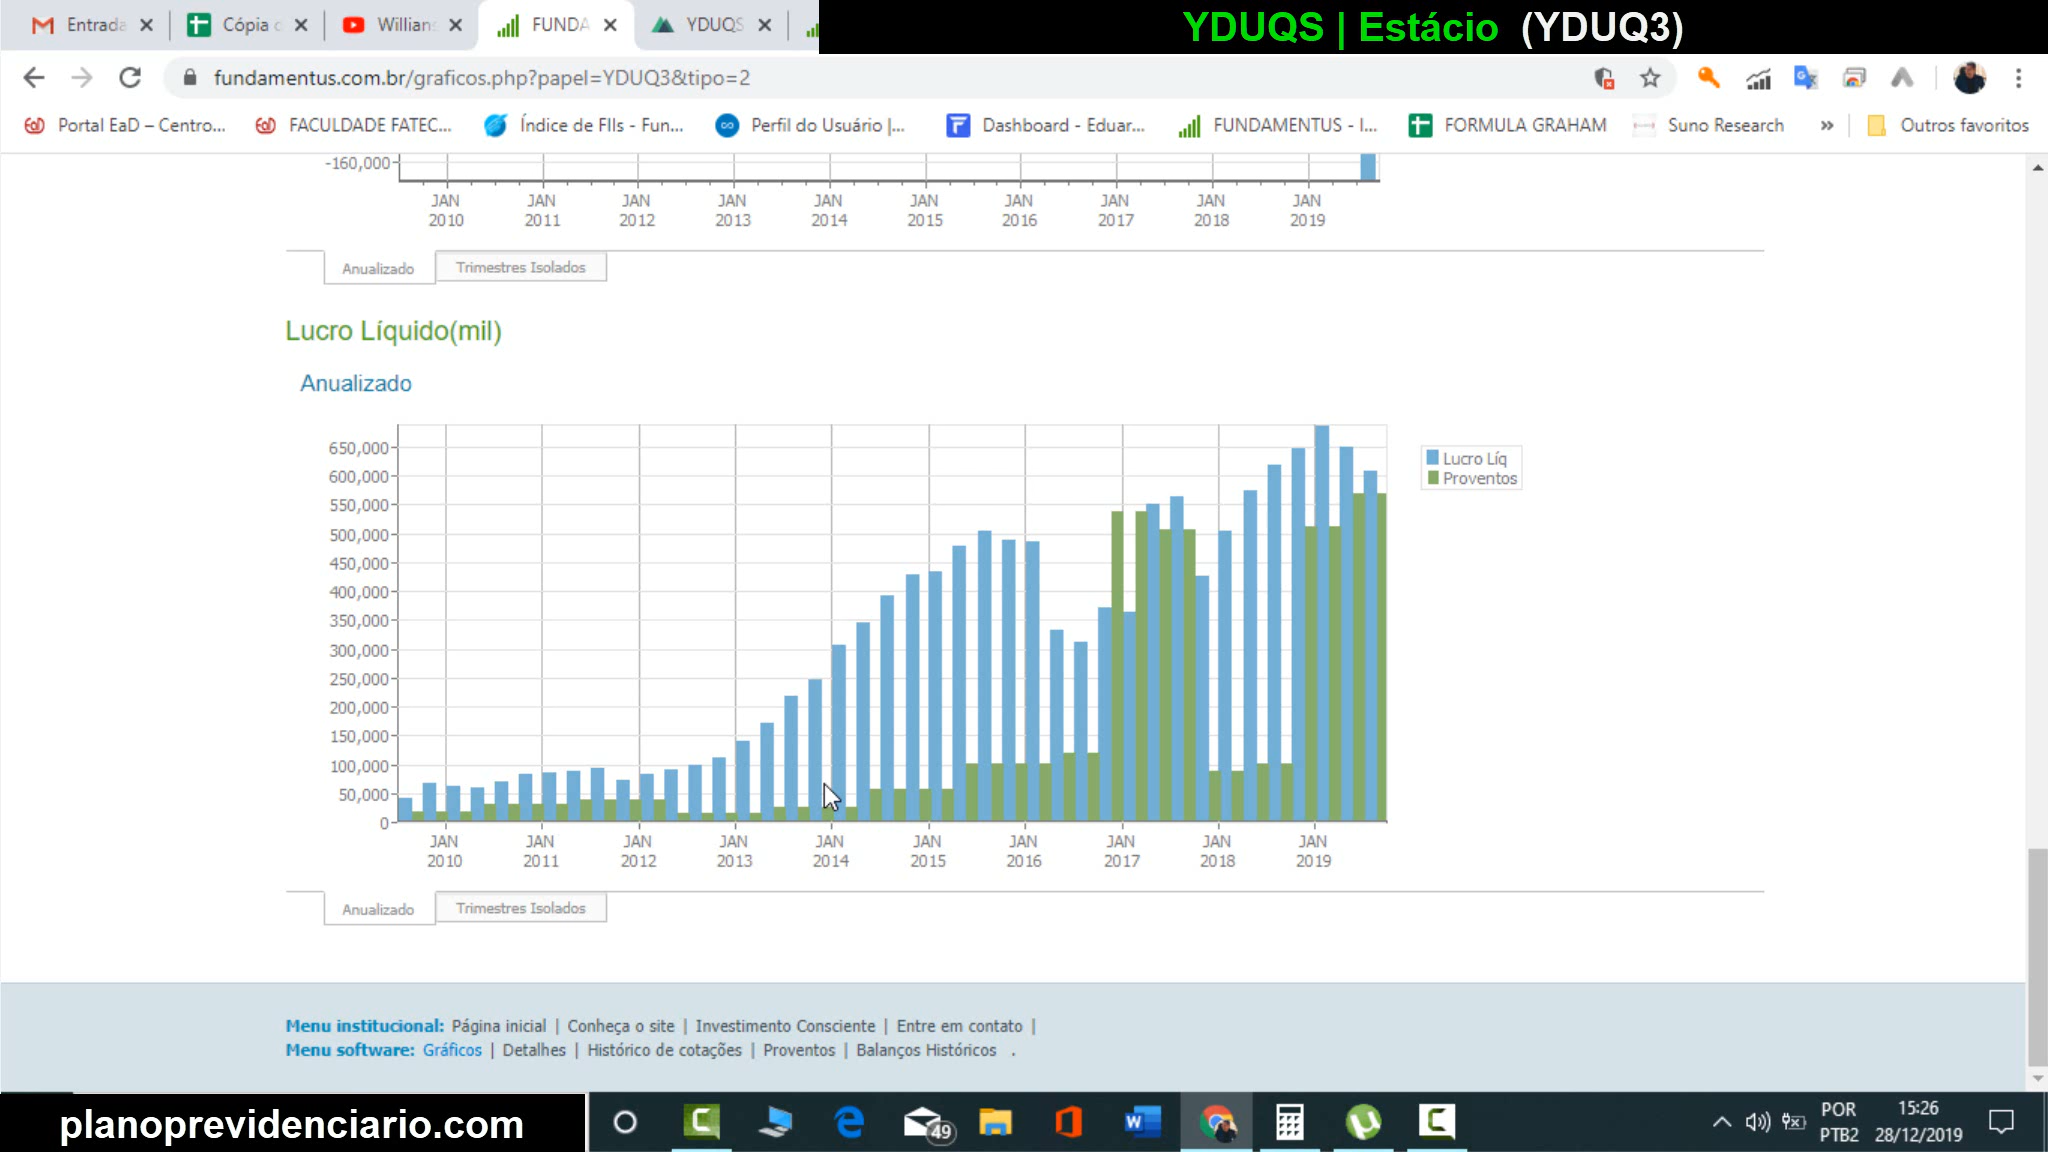 Entrada
Cópia
Willian
FUNDA
YDUQS
YDUQS | Estácio (YDUQ3)
fundamentus.com.br/graficos.php?papel=YDUQ3&tipo=2
Portal EaD – Centro...
FACULDADE FATEC...
Índice de FIIs - Fun...
Perfil do Usuário |...
Dashboard - Eduar...
FUNDAMENTUS - I...
FORMULA GRAHAM
Suno Research
»
Outros favoritos
-160,000
JAN 2010
JAN 2011
JAN 2012
JAN 2013
JAN 2014
JAN 2015
JAN 2016
JAN 2017
JAN 2018
JAN 2019
Anualizado
Trimestres Isolados
Lucro Líquido(mil)
Anualizado
650,000
600,000
550,000
500,000
450,000
400,000
350,000
300,000
250,000
200,000
150,000
100,000
50,000
0
Lucro Líq
Proventos
JAN 2010
JAN 2011
JAN 2012
JAN 2013
JAN 2014
JAN 2015
JAN 2016
JAN 2017
JAN 2018
JAN 2019
Anualizado
Trimestres Isolados
Menu institucional: Página inicial | Conheça o site | Investimento Consciente | Entre em contato |
Menu software: Gráficos | Detalhes | Histórico de cotações | Proventos | Balanços Históricos .
planoprevidenciario.com
49
POR
PTB2
15:26
28/12/2019